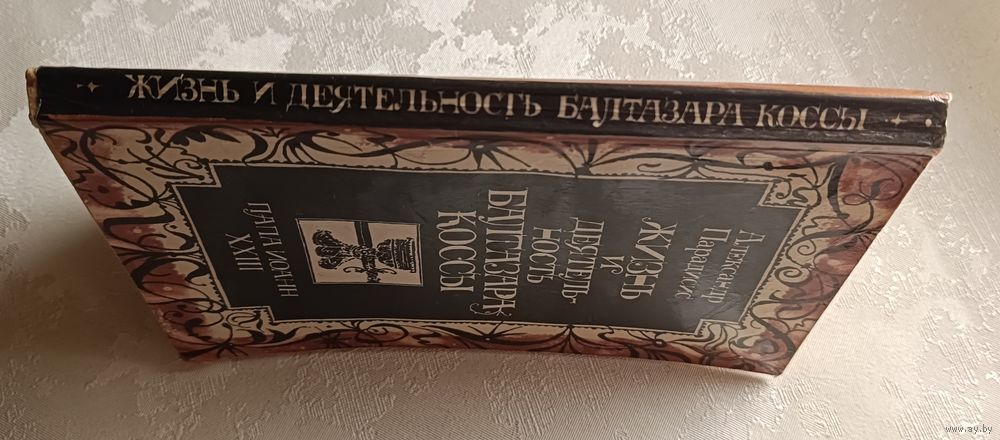 ЖИЗНЬ И ДЕЯТЕЛЬНОСТЬ БАЛТАЗАРА КОССЫ
Александр
Парадисис
ЖИЗНЬ
И
ДЕЯТЕЛЬ
НОСТЬ
БАЛТАЗАРА
КОССЫ
ПАПА ИОАНН
XXIII
www.ay.by